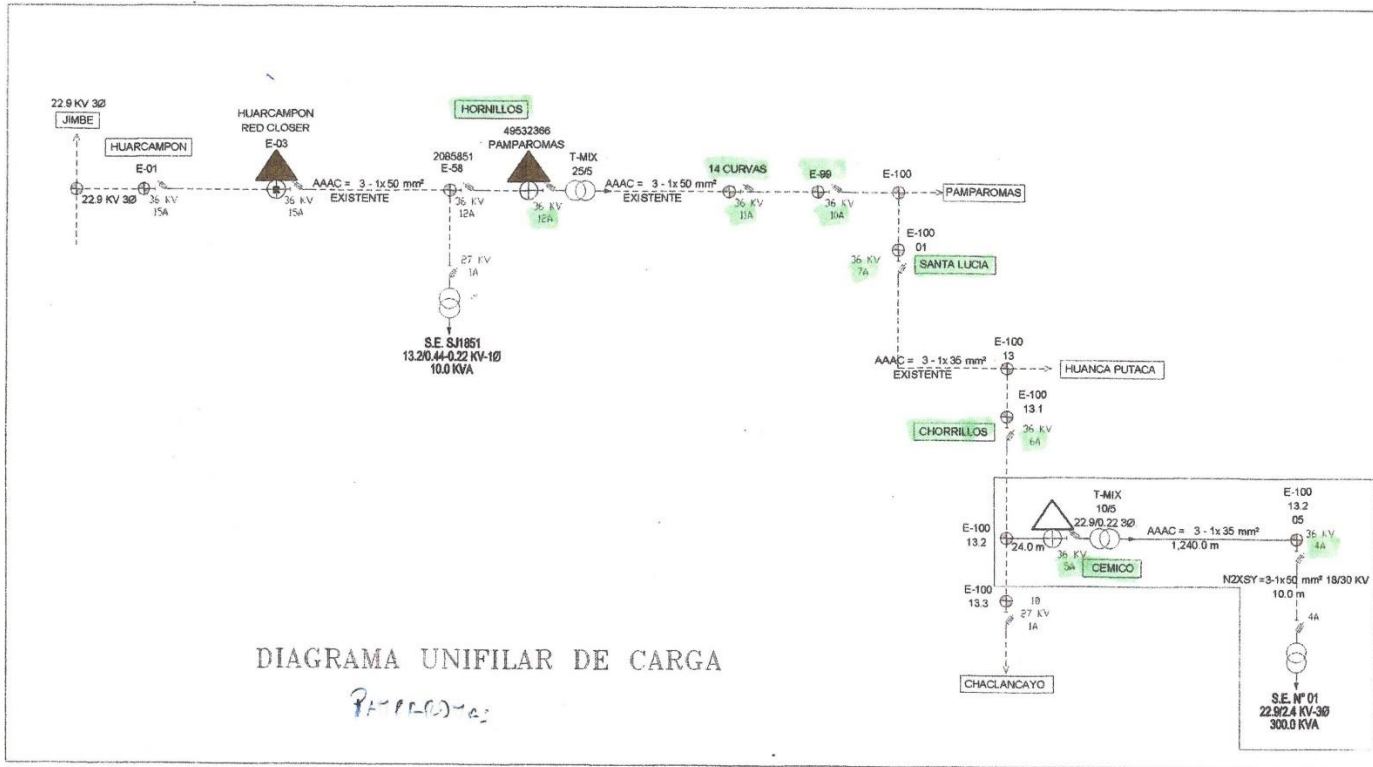 22.9 KV 3Ø
JIMBE
HUARCAMPON
E-01
22.9 KV 3Ø
36 KV
15A
HUARCAMPON
RED CLOSER
E-03
36 KV
15A
AAAC = 3 - 1x 50 mm²
EXISTENTE
2085851
E-58
36 KV
12A
27 KV
1A
S.E. SJ1851
13.2/0.44-0.22 KV-1Ø
10.0 KVA
HORNILLOS
49532366
PAMPAROMAS
36 KV
12A
T-MIX
25/5
AAAC = 3 - 1x 50 mm²
EXISTENTE
14 CURVAS
36 KV
11A
E-99
36 KV
10A
E-100
PAMPAROMAS
E-100
01
36 KV
7A
SANTA LUCIA
AAAC = 3 - 1x 35 mm²
EXISTENTE
E-100
13
HUANCA PUTACA
E-100
13.1
CHORRILLOS
36 KV
6A
E-100
13.2
24.0 m
36 KV
5A
T-MIX
10/5
22.9/0.22 3Ø
CEMICO
AAAC = 3 - 1x 35 mm²
1,240.0 m
E-100
13.2
05
36 KV
4A
N2XSY =3-1x50 mm² 18/30 KV
10.0 m
4A
S.E. N° 01
22.9/2.4 KV-3Ø
300.0 KVA
E-100
13.3
1Ø
27 KV
1A
CHACLANCAYO
DIAGRAMA UNIFILAR DE CARGA